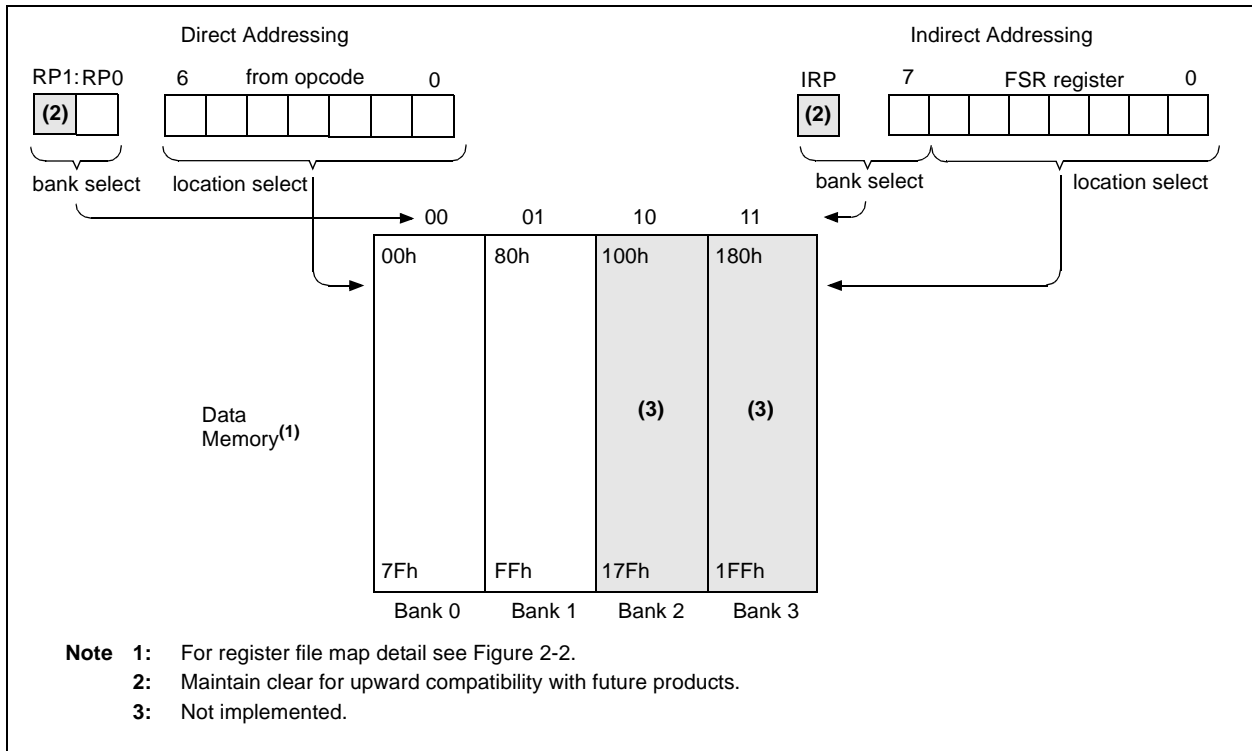 Direct Addressing
Indirect Addressing
RP1:RP0
6
from opcode
0
IRP
7
FSR register
0
(2)
(2)
bank select
location select
bank select
location select
00
01
10
11
00h
80h
100h
180h
Data
Memory(1)
(3)
(3)
7Fh
FFh
17Fh
1FFh
Bank 0
Bank 1
Bank 2
Bank 3
Note 1: For register file map detail see Figure 2-2.
2: Maintain clear for upward compatibility with future products.
3: Not implemented.